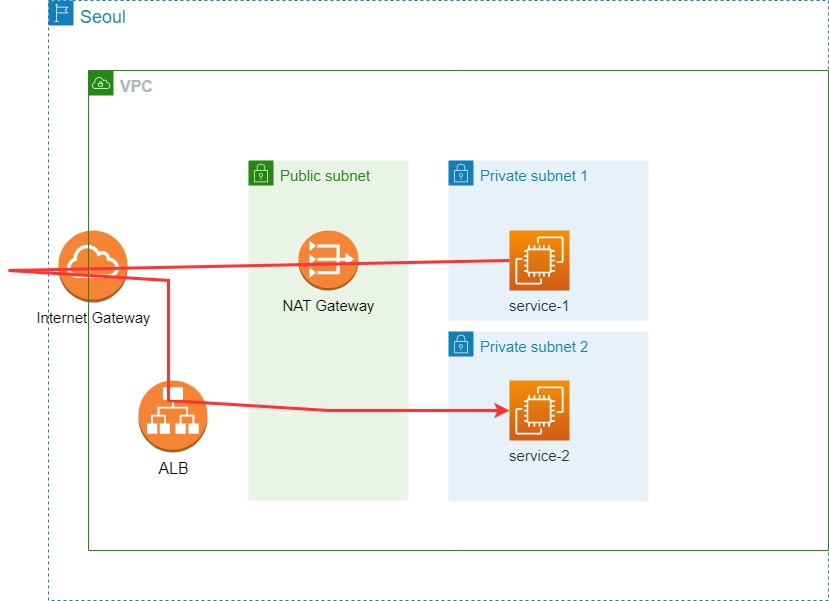 Seoul
VPC
Public subnet
Private subnet 1
Internet Gateway
NAT Gateway
service-1
Private subnet 2
ALB
service-2